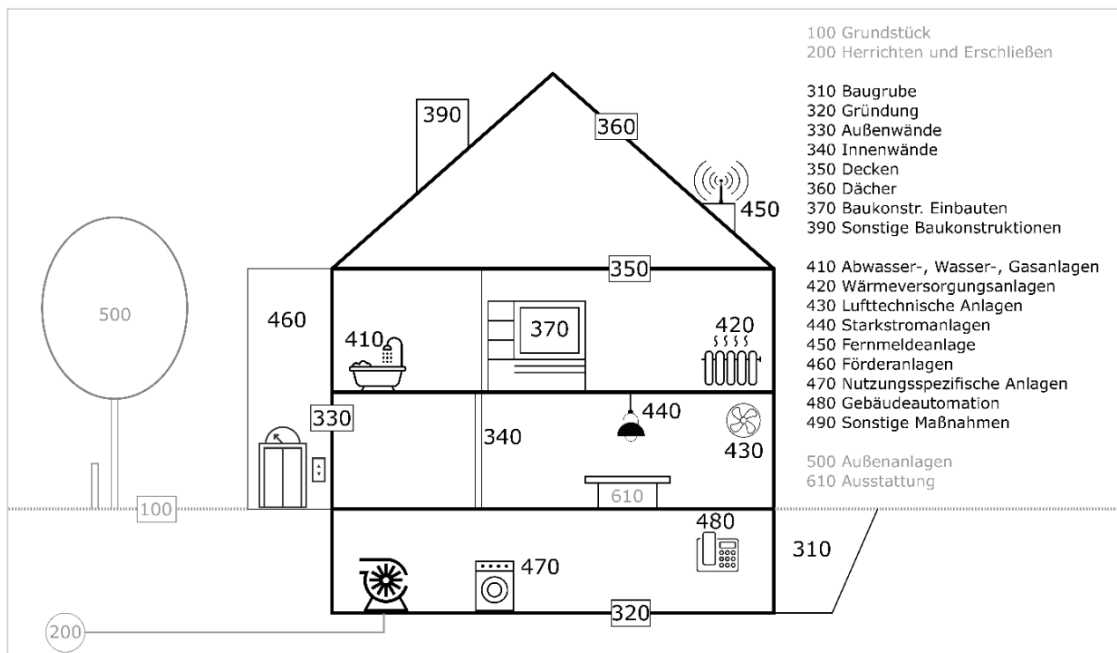 100 Grundstück
200 Herrichten und Erschließen
310 Baugrube
320 Gründung
330 Außenwände
340 Innenwände
350 Decken
360 Dächer
370 Baukonstr. Einbauten
390 Sonstige Baukonstruktionen
410 Abwasser-, Wasser-, Gasanlagen
420 Wärmeversorgungsanlagen
430 Lufttechnische Anlagen
440 Starkstromanlagen
450 Fernmeldeanlage
460 Förderanlagen
470 Nutzungsspezifische Anlagen
480 Gebäudeautomation
490 Sonstige Maßnahmen
500 Außenanlagen
610 Ausstattung
390
360
450
350
500
460
370
410
420
330
340
440
430
610
100
480
310
470
320
200